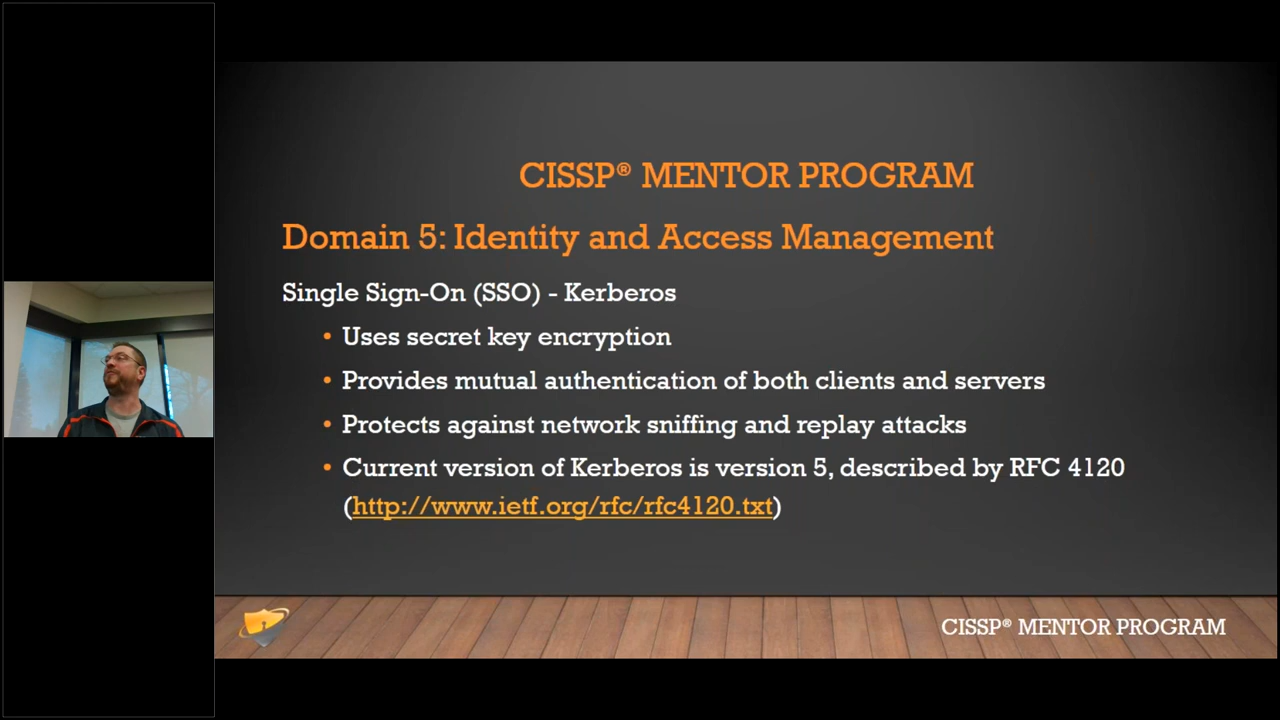 CISSP® MENTOR PROGRAM
Domain 5: Identity and Access Management
Single Sign-On (SSO) - Kerberos
• Uses secret key encryption
• Provides mutual authentication of both clients and servers
• Protects against network sniffing and replay attacks
• Current version of Kerberos is version 5, described by RFC 4120
(http://www.ietf.org/rfc/rfc4120.txt)
CISSP® MENTOR PROGRAM